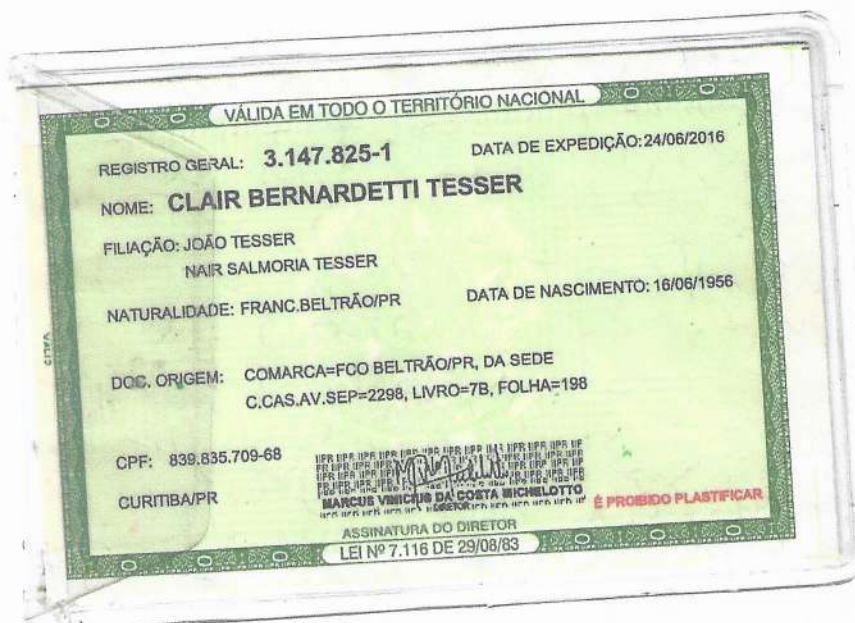 VÁLIDA EM TODO O TERRITÓRIO NACIONAL
REGISTRO GERAL: 3.147.825-1 DATA DE EXPEDIÇÃO: 24/06/2016
NOME: CLAIR BERNARDETTI TESSER
FILIAÇÃO: JOÃO TESSER
NAIR SALMORIA TESSER
NATURALIDADE: FRANC.BELTRÃO/PR DATA DE NASCIMENTO: 16/06/1956
DOC. ORIGEM: COMARCA=FCO BELTRÃO/PR, DA SEDE
C.CAS.AV.SEP=2298, LIVRO=7B, FOLHA=198
CPF: 839.835.709-68
CURITIBA/PR
MARCUS VINICIUS DA COSTA MICHELOTTO
DIRETOR
É PROIBIDO PLASTIFICAR
ASSINATURA DO DIRETOR
LEI Nº 7.116 DE 29/08/83